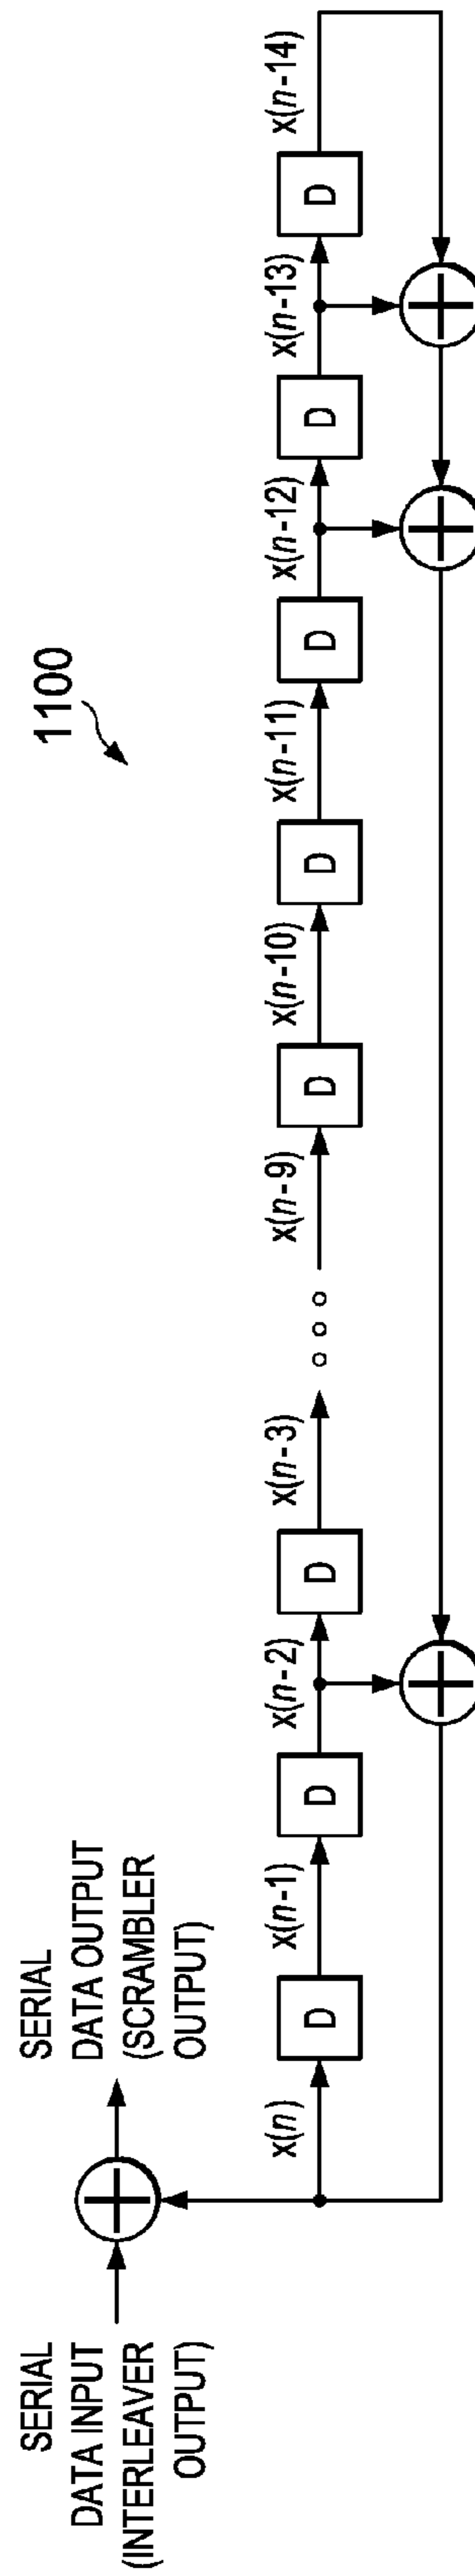 1100
SERIAL
DATA INPUT
(INTERLEAVER
OUTPUT)
SERIAL
DATA OUTPUT
(SCRAMBLER
OUTPUT)
x(n)
D
x(n-1)
D
x(n-2)
D
x(n-3)
x(n-9)
D
x(n-10)
D
x(n-11)
D
x(n-12)
D
x(n-13)
D
x(n-14)